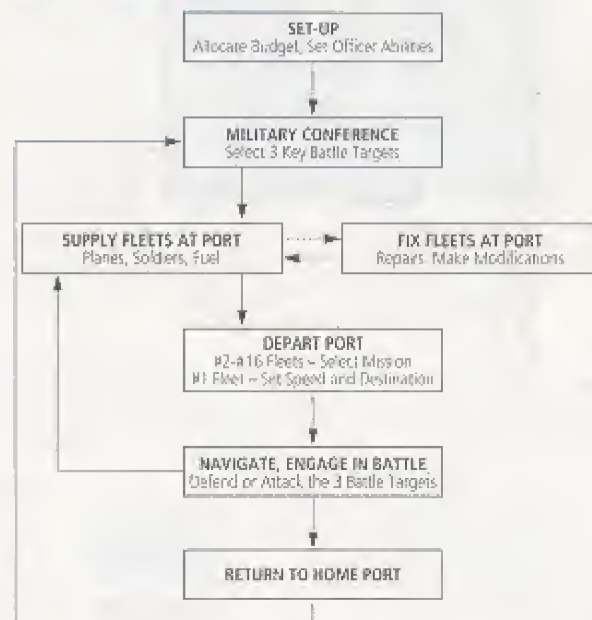 SET-UP
Allocate Budget, Set Officer Abilities
MILITARY CONFERENCE
Select 3 Key Battle Targets
SUPPLY FLEETS AT PORT
Planes, Soldiers, Fuel
FIX FLEETS AT PORT
Repairs, Make Modifications
DEPART PORT
#2-#16 Fleets – Select Mission
#1 Fleet – Set Speed and Destination
NAVIGATE, ENGAGE IN BATTLE
Defend or Attack the 3 Battle Targets
RETURN TO HOME PORT